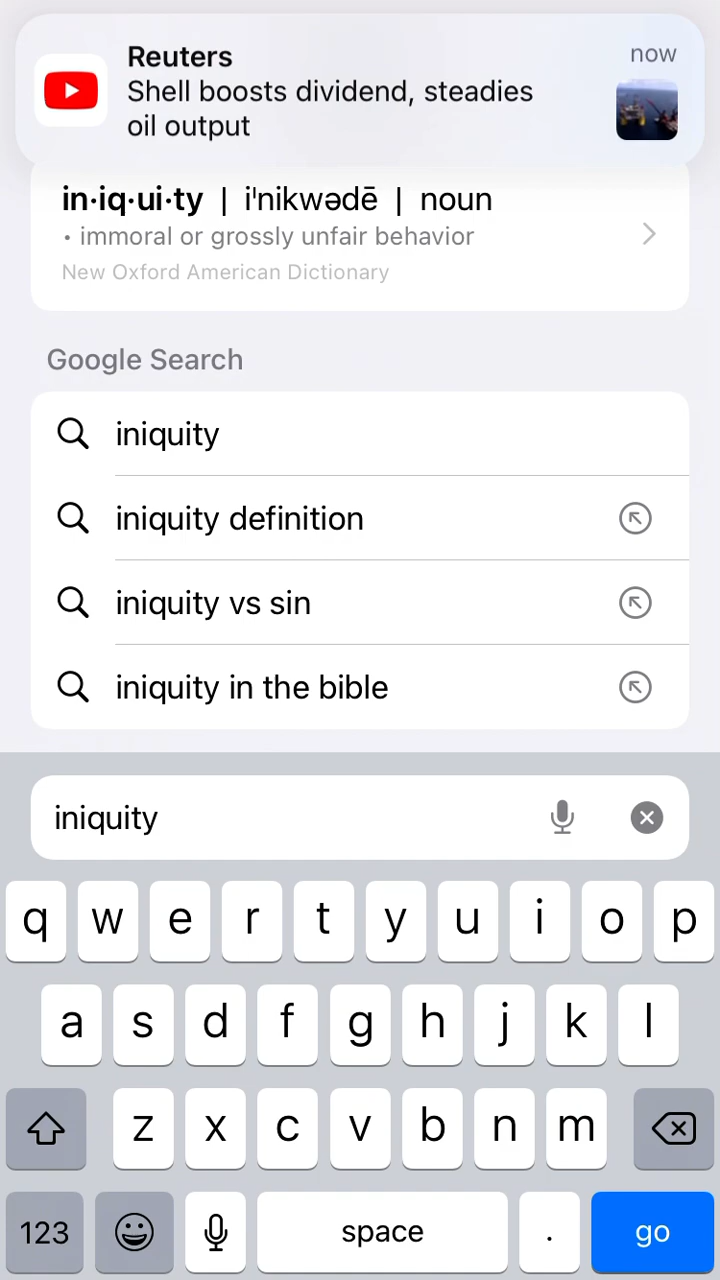 Reuters
now
Shell boosts dividend, steadies
oil output
in·iq·ui·ty | i'nikwədē | noun
• immoral or grossly unfair behavior
New Oxford American Dictionary
Google Search
iniquity
iniquity definition
iniquity vs sin
iniquity in the bible
iniquity
q w e r t y u i o p
a s d f g h j k l
z x c v b n m
123 space . go